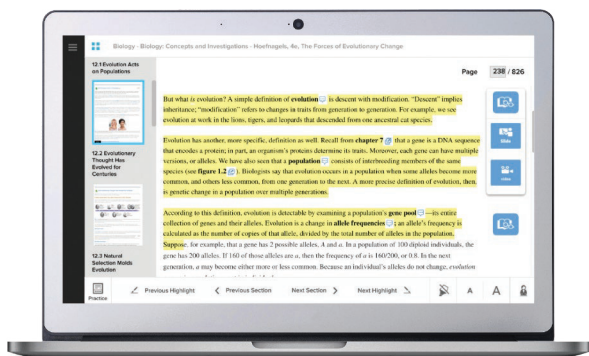 Biology - Biology: Concepts and Investigations - Hoefnagels, 4e, The Forces of Evolutionary Change
12.1 Evolution Acts
on Populations
Page 238 / 826
But what is evolution? A simple definition of evolution is descent with modification. "Descent" implies
inheritance; "modification" refers to changes in traits from generation to generation. For example, we see
evolution at work in the lions, tigers, and leopards that descended from one ancestral cat species.
Slide
12.2 Evolutionary
Thought Has
Evolved for
Centuries
Evolution has another, more specific, definition as well. Recall from chapter 7 that a gene is a DNA sequence
that encodes a protein; in part, an organism's proteins determine its traits. Moreover, each gene can have multiple
versions, or alleles. We have also seen that a population consists of interbreeding members of the same
species (see figure 1.2). Biologists say that evolution occurs in a population when some alleles become more
common, and others less common, from one generation to the next. A more precise definition of evolution, then,
is genetic change in a population over multiple generations.
According to this definition, evolution is detectable by examining a population's gene pool —its entire
collection of genes and their alleles. Evolution is a change in allele frequencies; an allele's frequency is
calculated as the number of copies of that allele, divided by the total number of alleles in the population.
Suppose, for example, that a gene has 2 possible alleles, A and a. In a population of 100 diploid individuals, the
gene has 200 alleles. If 160 of those alleles are a, then the frequency of a is 160/200, or 0.8. In the next
generation, a may become either more or less common. Because an individual's alleles do not change, evolution
12.3 Natural
Selection Molds
Evolution
Practice
Previous Highlight
Previous Section
Next Section
Next Highlight
A
A